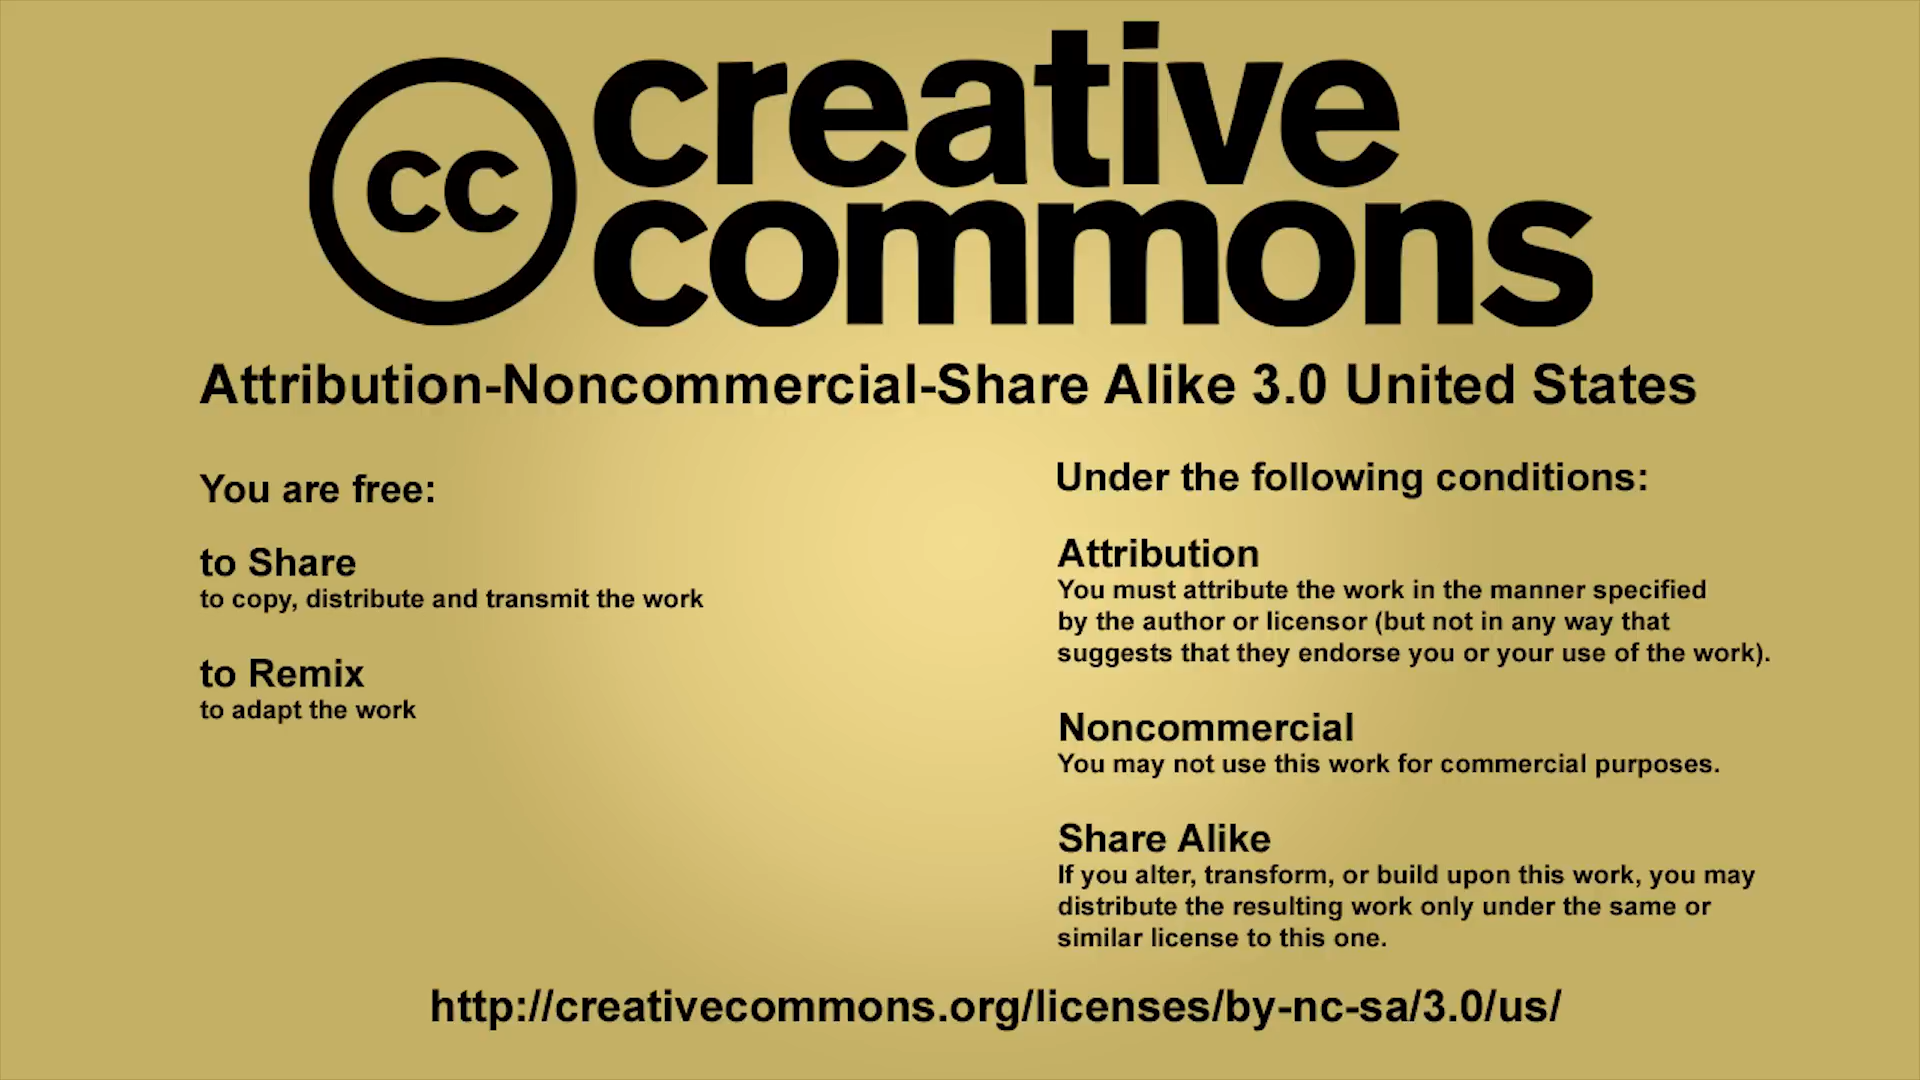 cc
creative
commons
Attribution-Noncommercial-Share Alike 3.0 United States
You are free:
to Share
to copy, distribute and transmit the work
to Remix
to adapt the work
Under the following conditions:
Attribution
You must attribute the work in the manner specified
by the author or licensor (but not in any way that
suggests that they endorse you or your use of the work).
Noncommercial
You may not use this work for commercial purposes.
Share Alike
If you alter, transform, or build upon this work, you may
distribute the resulting work only under the same or
similar license to this one.
http://creativecommons.org/licenses/by-nc-sa/3.0/us/